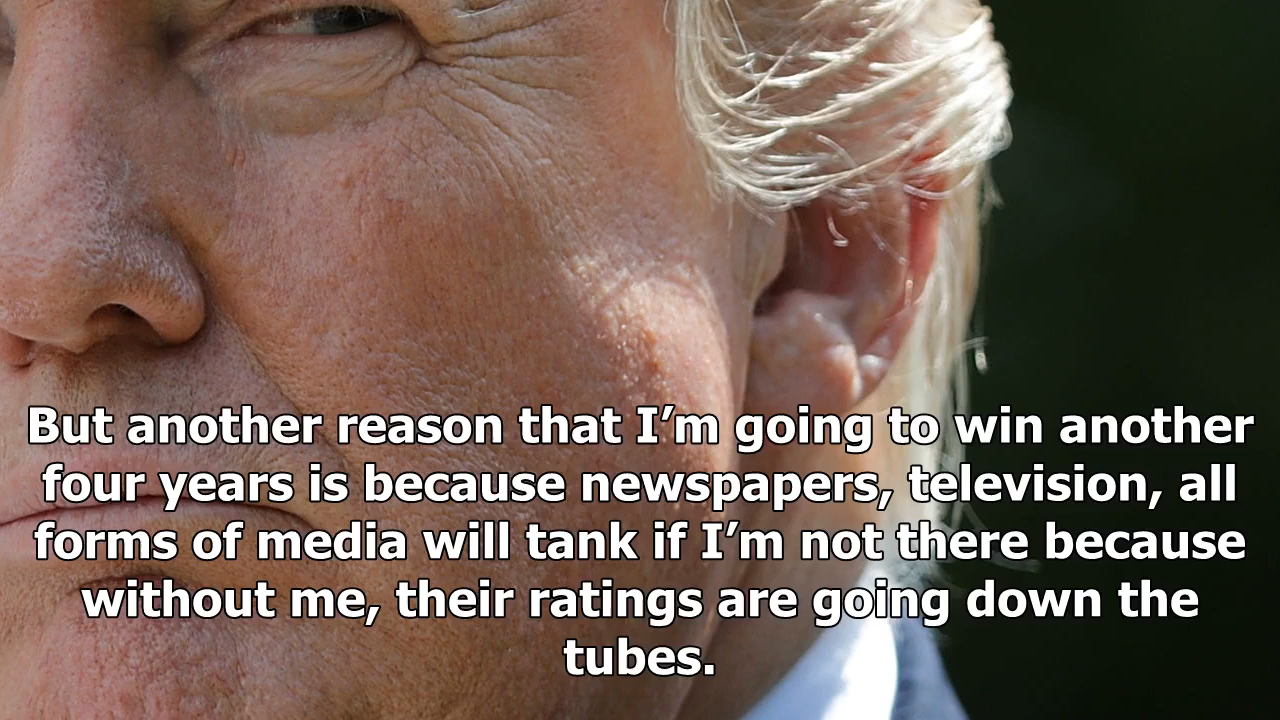 But another reason that I’m going to win another
four years is because newspapers, television, all
forms of media will tank if I’m not there because
without me, their ratings are going down the
tubes.